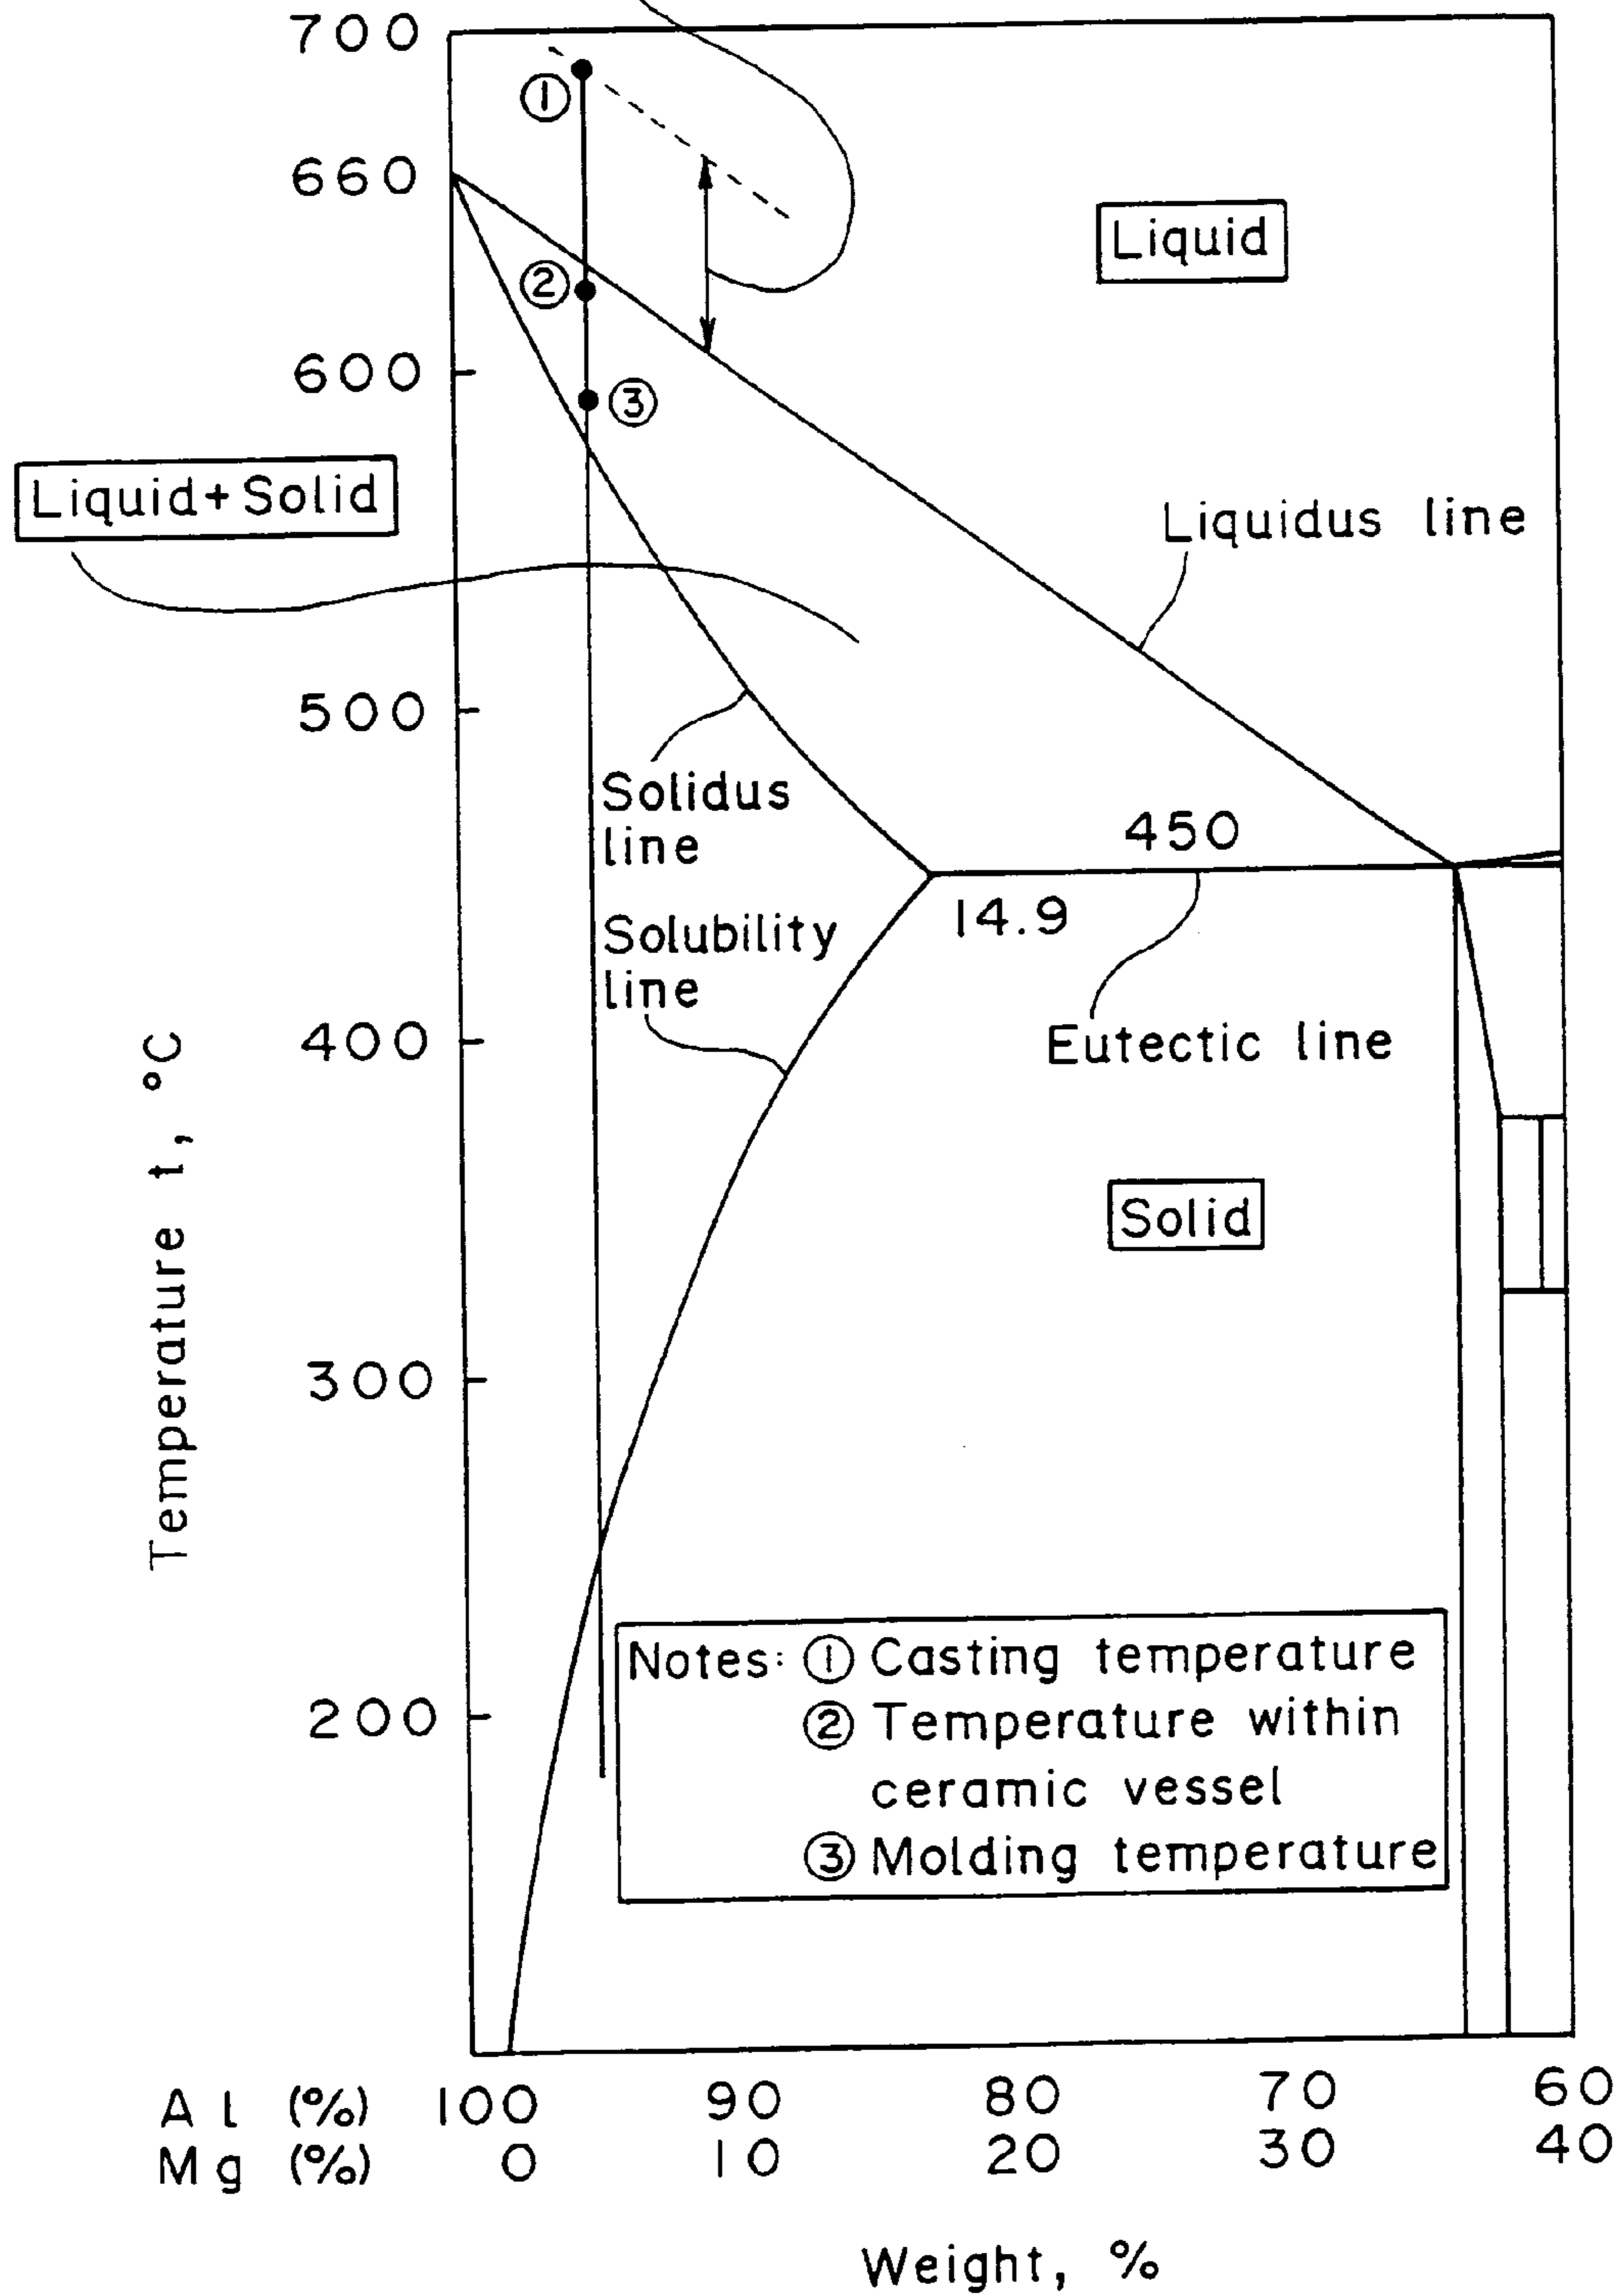 700
①
660
Liquid
②
600
③
Liquid+Solid
Liquidus line
500
Solidus
line
450
14.9
Solubility
line
400
Eutectic line
Temperature t, °C
Solid
300
Notes: ① Casting temperature
② Temperature within
ceramic vessel
③ Molding temperature
200
Al (%) 100 90 80 70 60
Mg (%) 0 10 20 30 40
Weight, %